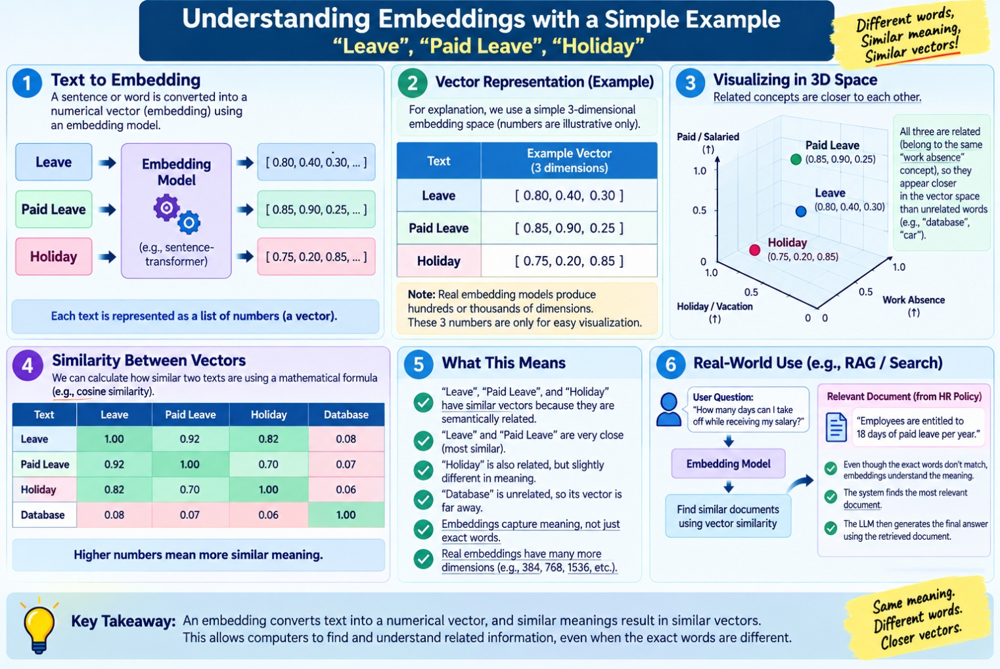 Understanding Embeddings with a Simple Example
“Leave”, “Paid Leave”, “Holiday”
Different words,
Similar meaning,
Similar vectors!
1
Text to Embedding
A sentence or word is converted into a
numerical vector (embedding) using
an embedding model.
Leave
Embedding
Model
(e.g., sentence-
transformer)
[ 0.80, 0.40, 0.30, ... ]
Paid Leave
[ 0.85, 0.90, 0.25, ... ]
Holiday
[ 0.75, 0.20, 0.85, ... ]
Each text is represented as a list of numbers (a vector).
2
Vector Representation (Example)
For explanation, we use a simple 3-dimensional
embedding space (numbers are illustrative only).
Text
Example Vector
(3 dimensions)
Leave [ 0.80, 0.40, 0.30 ]
Paid Leave [ 0.85, 0.90, 0.25 ]
Holiday [ 0.75, 0.20, 0.85 ]
Note: Real embedding models produce
hundreds or thousands of dimensions.
These 3 numbers are only for easy visualization.
3
Visualizing in 3D Space
Related concepts are closer to each other.
Paid / Salaried
(↑)
1.0
0.5
0
1.0
0.5
0
Holiday / Vacation
(↑)
0
0.5
1.0
Work Absence
(↑)
Paid Leave
(0.85, 0.90, 0.25)
Leave
(0.80, 0.40, 0.30)
Holiday
(0.75, 0.20, 0.85)
All three are related
(belong to the same
“work absence”
concept), so they
appear closer
in the vector space
than unrelated words
(e.g., “database”,
“car”).
4
Similarity Between Vectors
We can calculate how similar two texts are using a mathematical formula
(e.g., cosine similarity).
Text Leave Paid Leave Holiday Database
Leave 1.00 0.92 0.82 0.08
Paid Leave 0.92 1.00 0.70 0.07
Holiday 0.82 0.70 1.00 0.06
Database 0.08 0.07 0.06 1.00
Higher numbers mean more similar meaning.
5
What This Means
“Leave”, “Paid Leave”, and “Holiday”
have similar vectors because they are
semantically related.
“Leave” and “Paid Leave” are very close
(most similar).
“Holiday” is also related, but slightly
different in meaning.
“Database” is unrelated, so its vector is
far away.
Embeddings capture meaning, not just
exact words.
Real embeddings have many more
dimensions (e.g., 384, 768, 1536, etc.).
6
Real-World Use (e.g., RAG / Search)
User Question:
“How many days can I take
off while receiving my salary?”
Embedding Model
Find similar documents
using vector similarity
Relevant Document (from HR Policy)
“Employees are entitled to
18 days of paid leave per year.”
Even though the exact words don’t match,
embeddings understand the meaning.
The system finds the most relevant
document.
The LLM then generates the final answer
using the retrieved document.
Key Takeaway: An embedding converts text into a numerical vector, and similar meanings result in similar vectors.
This allows computers to find and understand related information, even when the exact words are different.
Same meaning.
Different words.
Closer vectors.